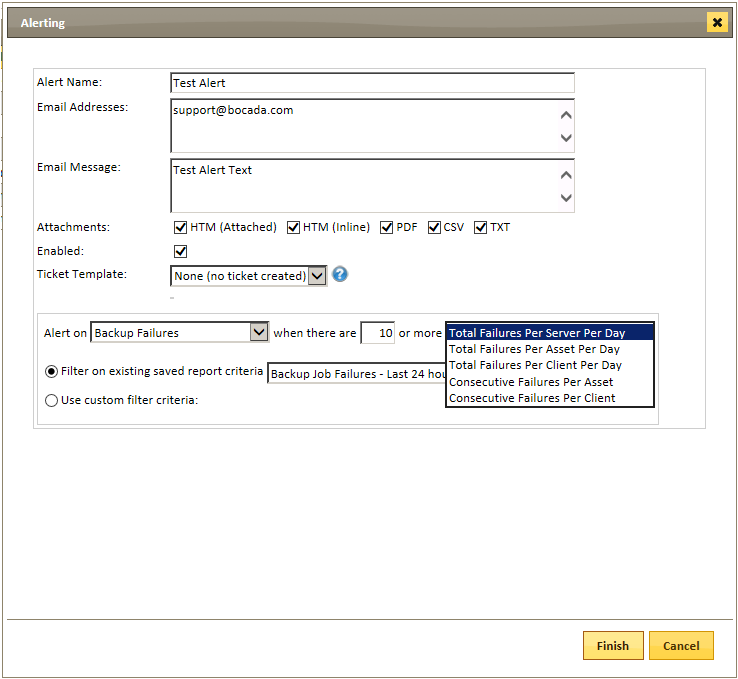 Alerting
Alert Name: Test Alert
Email Addresses: support@bocada.com
Email Message: Test Alert Text
Attachments: HTM (Attached) HTM (Inline) PDF CSV TXT
Enabled:
Ticket Template: None (no ticket created) ?
Alert on Backup Failures when there are 10 or more Total Failures Per Server Per Day
Total Failures Per Asset Per Day
Total Failures Per Client Per Day
Consecutive Failures Per Asset
Consecutive Failures Per Client
Filter on existing saved report criteria Backup Job Failures - Last 24 hou
Use custom filter criteria:
Finish Cancel